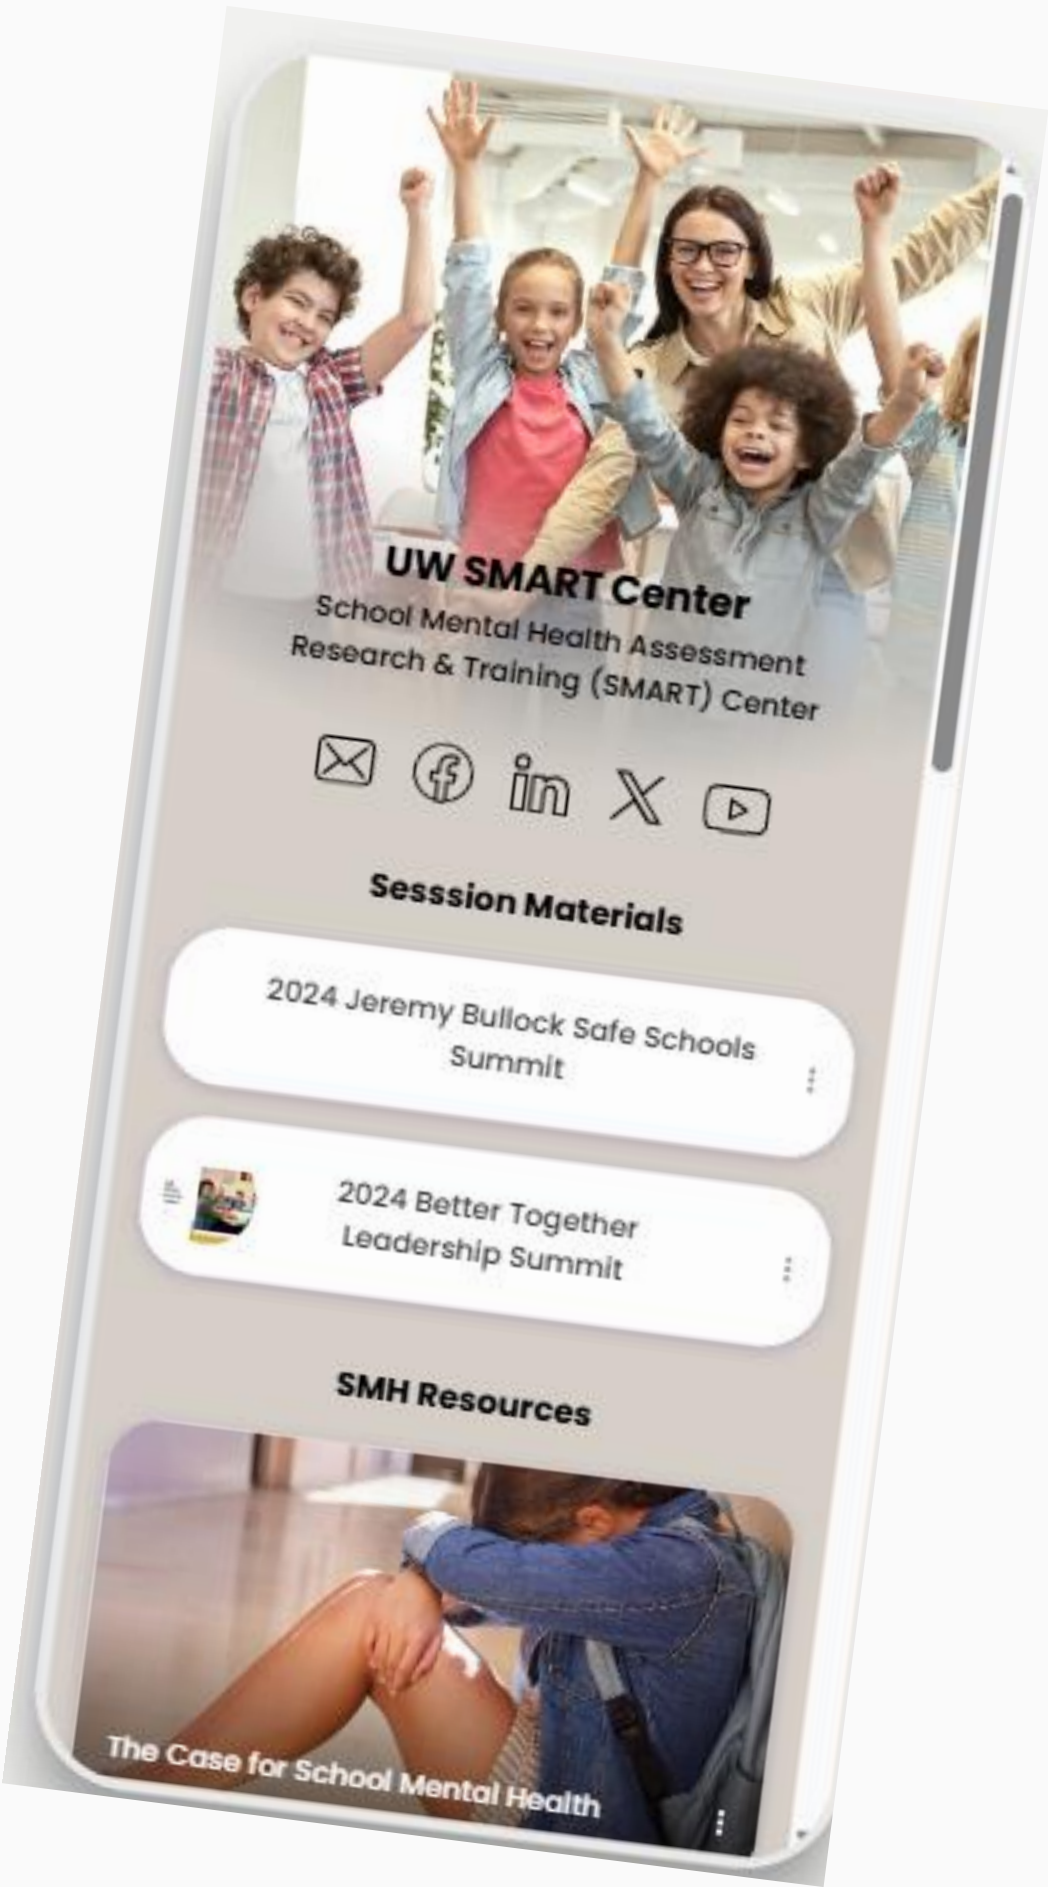 UW SMART Center
School Mental Health Assessment
Research & Training (SMART) Center
Sesssion Materials
2024 Jeremy Bullock Safe Schools
Summit
2024 Better Together
Leadership Summit
SMH Resources
The Case for School Mental Health